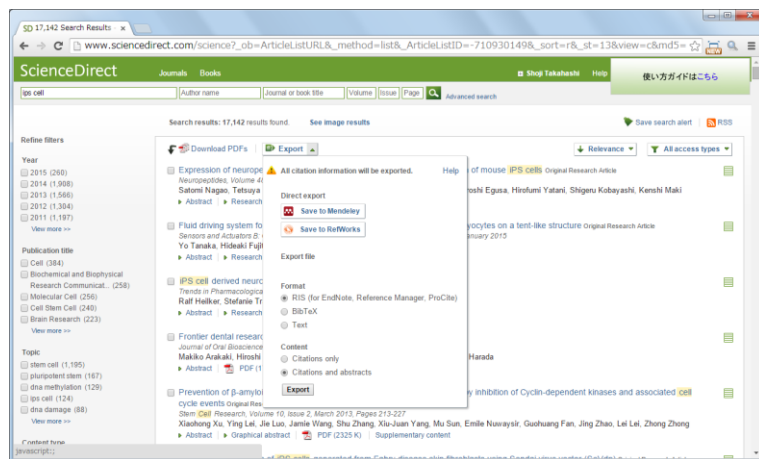 SD 17,142 Search Results
www.sciencedirect.com/science?_ob=ArticleListURL&_method=list&_ArticleListID=-710930149&_sort=r&_st=13&view=c&md5=
ScienceDirect
Journals Books
Shoji Takahashi Help
使い方ガイドはこちら
ips cell
Author name
Journal or book title
Volume
Issue
Page
Advanced search
Search results: 17,142 results found. See image results
Save search alert RSS
Refine filters
Download PDFs Export
Relevance All access types
Year
2015 (260)
2014 (1,908)
2013 (1,566)
2012 (1,304)
2011 (1,197)
View more >>
Publication title
Cell (384)
Biochemical and Biophysical
Research Communicat... (258)
Molecular Cell (256)
Cell Stem Cell (240)
Brain Research (223)
View more >>
Topic
stem cell (1,195)
pluripotent stem (167)
dna methylation (129)
ips cell (124)
dna damage (88)
View more >>
Content type
All citation information will be exported. Help
Direct export
Save to Mendeley
Save to RefWorks
Export file
Format
RIS (for EndNote, Reference Manager, ProCite)
BibTeX
Text
Content
Citations only
Citations and abstracts
Export
Expression of neurope of mouse iPS cells Original Research Article
Neuropeptides, Volume 4
Satomi Nagao, Tetsuya roshi Egusa, Hirofumi Yatani, Shigeru Kobayashi, Kenshi Maki
Abstract Research
Fluid driving system fo yocytes on a tent-like structure Original Research Article
Sensors and Actuators B: nuary 2015
Yo Tanaka, Hideaki Fujit
Abstract Research
iPS cell derived neuro
Trends in Pharmacologica
Ralf Heilker, Stefanie Tr
Abstract Research
Frontier dental researc
Journal of Oral Bioscience
Makiko Arakaki, Hiroshi Harada
Abstract PDF (1
Prevention of β-amylo y inhibition of Cyclin-dependent kinases and associated cell
cycle events Original Res
Stem Cell Research, Volume 10, Issue 2, March 2013, Pages 213-227
Xiaohong Xu, Ying Lei, Jie Luo, Jamie Wang, Shu Zhang, Xiu-Juan Yang, Mu Sun, Emile Nuwaysir, Guohuang Fan, Jing Zhao, Lei Lei, Zhong Zhong
Abstract Graphical abstract PDF (2325 K) Supplementary content
javascript:;